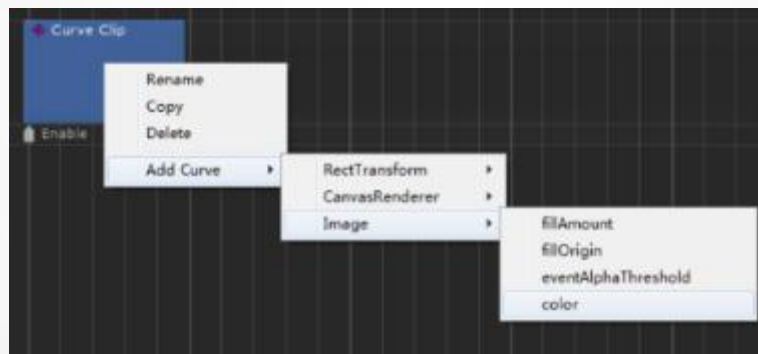 Curve Clip
Rename
Copy
Delete
Enable
Add Curve
RectTransform
CanvasRenderer
Image
fillAmount
fillOrigin
eventAlphaThreshold
color